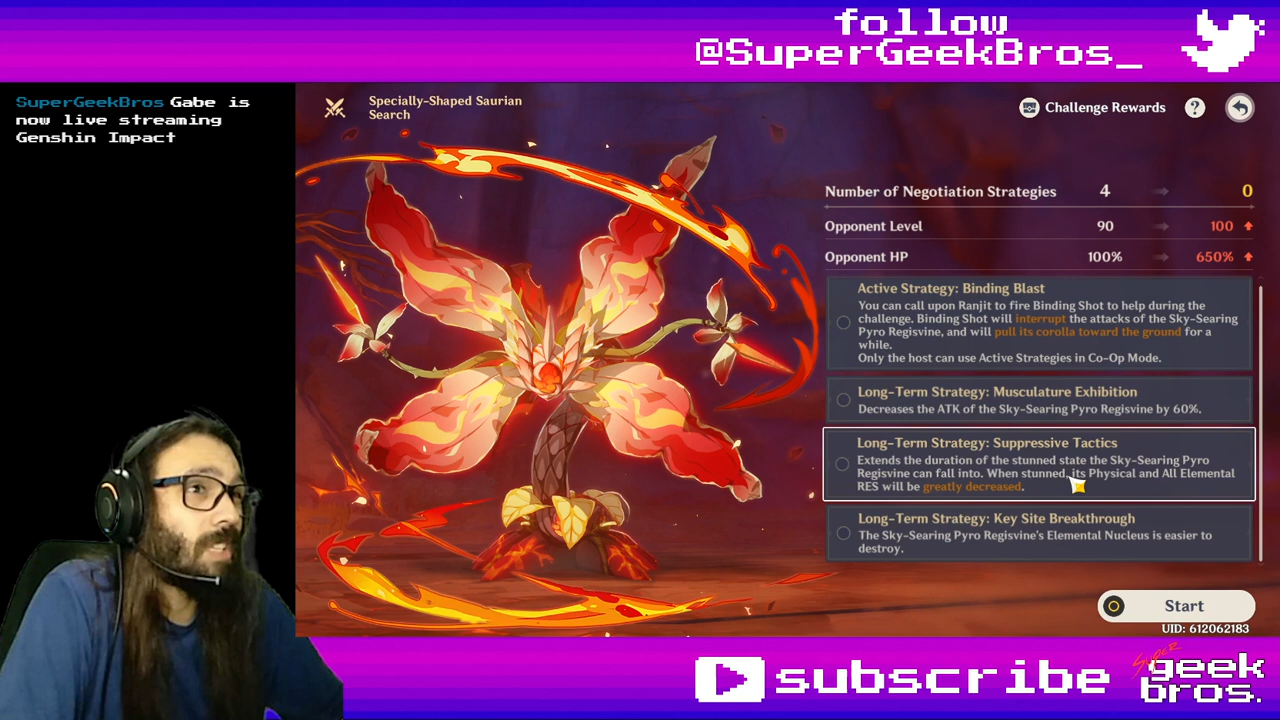 follow
@SuperGeekBros_
SuperGeekBros Gabe is
now live streaming
Genshin Impact
Specially-Shaped Saurian
Search
Challenge Rewards
?
Number of Negotiation Strategies 4 0
Opponent Level 90 100
Opponent HP 100% 650%
Active Strategy: Binding Blast
You can call upon Ranjit to fire Binding Shot to help during the
challenge. Binding Shot will interrupt the attacks of the Sky-Searing
Pyro Regisvine, and will pull its corolla toward the ground for a
while.
Only the host can use Active Strategies in Co-Op Mode.
Long-Term Strategy: Musculature Exhibition
Decreases the ATK of the Sky-Searing Pyro Regisvine by 60%.
Long-Term Strategy: Suppressive Tactics
Extends the duration of the stunned state the Sky-Searing Pyro
Regisvine can fall into. When stunned, its Physical and All Elemental
RES will be greatly decreased.
Long-Term Strategy: Key Site Breakthrough
The Sky-Searing Pyro Regisvine's Elemental Nucleus is easier to
destroy.
Start
UID: 612062183
subscribe
super
geek
bros.